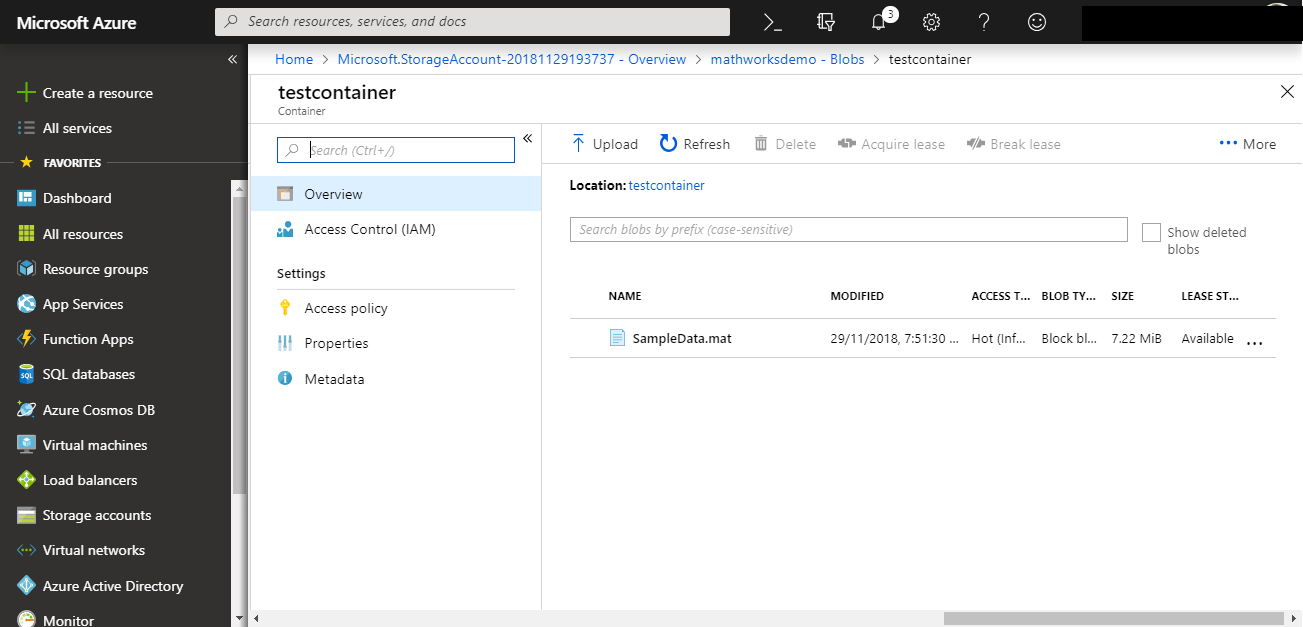 Microsoft Azure
Search resources, services, and docs
3
«
Create a resource
All services
FAVORITES
Dashboard
All resources
Resource groups
App Services
Function Apps
SQL databases
Azure Cosmos DB
Virtual machines
Load balancers
Storage accounts
Virtual networks
Azure Active Directory
Monitor
Home > Microsoft.StorageAccount-20181129193737 - Overview > mathworksdemo - Blobs > testcontainer
testcontainer
Container
Search (Ctrl+/)
«
Overview
Access Control (IAM)
Settings
Access policy
Properties
Metadata
Upload Refresh Delete Acquire lease Break lease ••• More
Location: testcontainer
Search blobs by prefix (case-sensitive)
Show deleted
blobs
NAME MODIFIED ACCESS T... BLOB TY... SIZE LEASE ST...
SampleData.mat 29/11/2018, 7:51:30 ... Hot (Inf... Block bl... 7.22 MiB Available ...